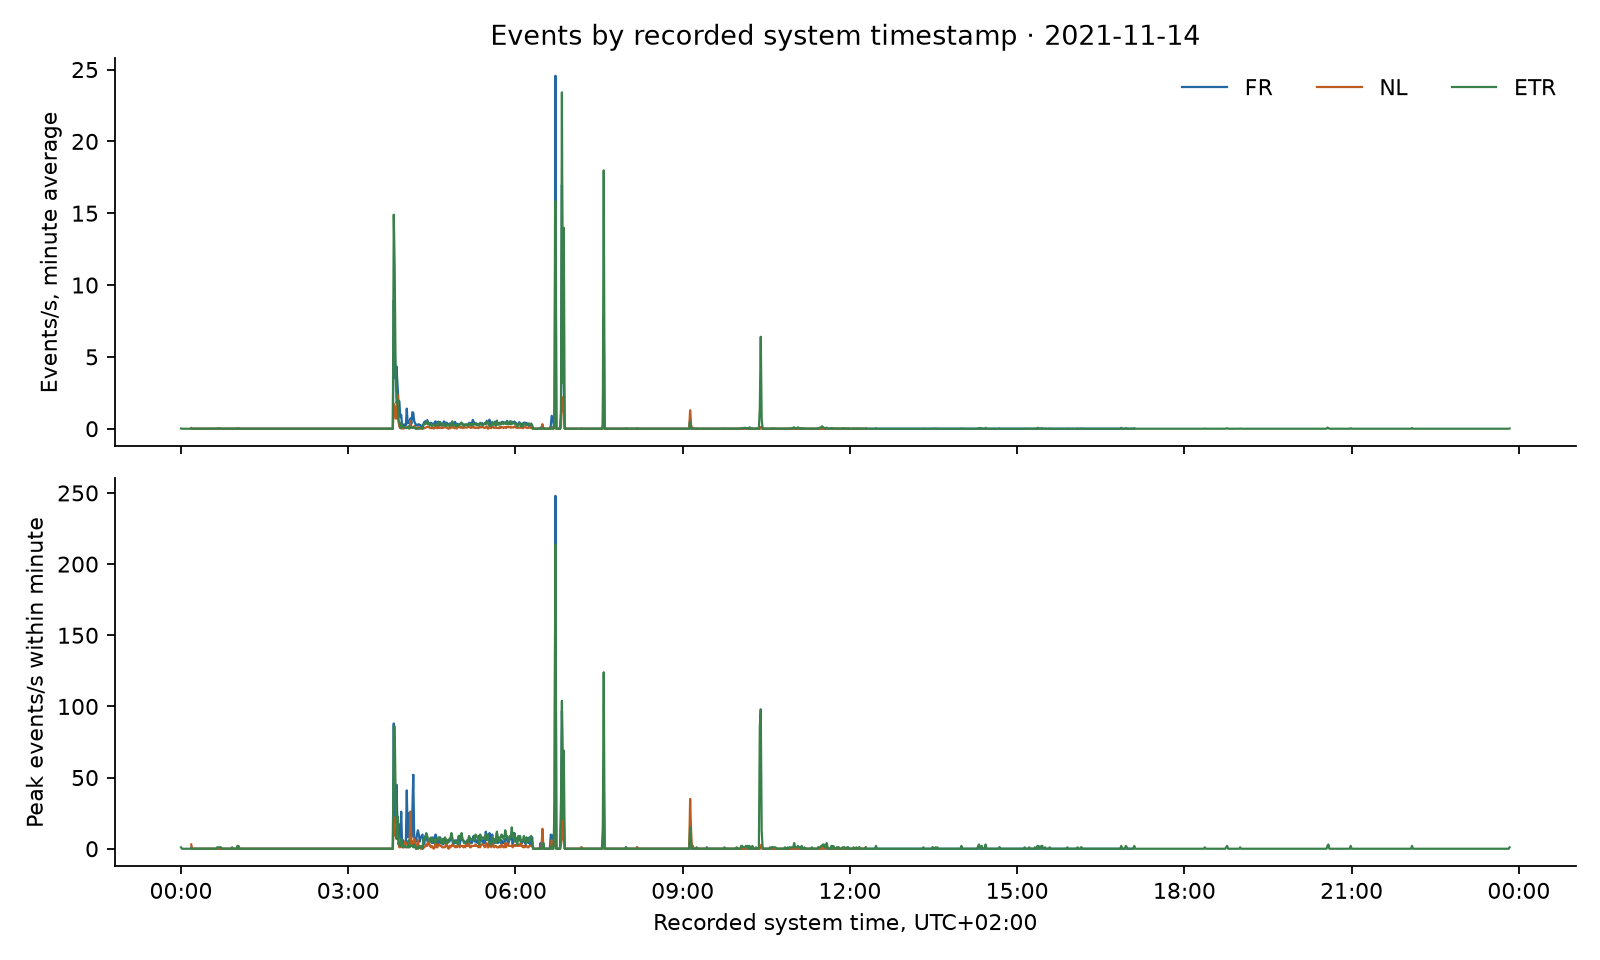 Events by recorded system timestamp · 2021-11-14
FR NL ETR
Events/s, minute average
25
20
15
10
5
0
Peak events/s within minute
250
200
150
100
50
0
00:00 03:00 06:00 09:00 12:00 15:00 18:00 21:00 00:00
Recorded system time, UTC+02:00